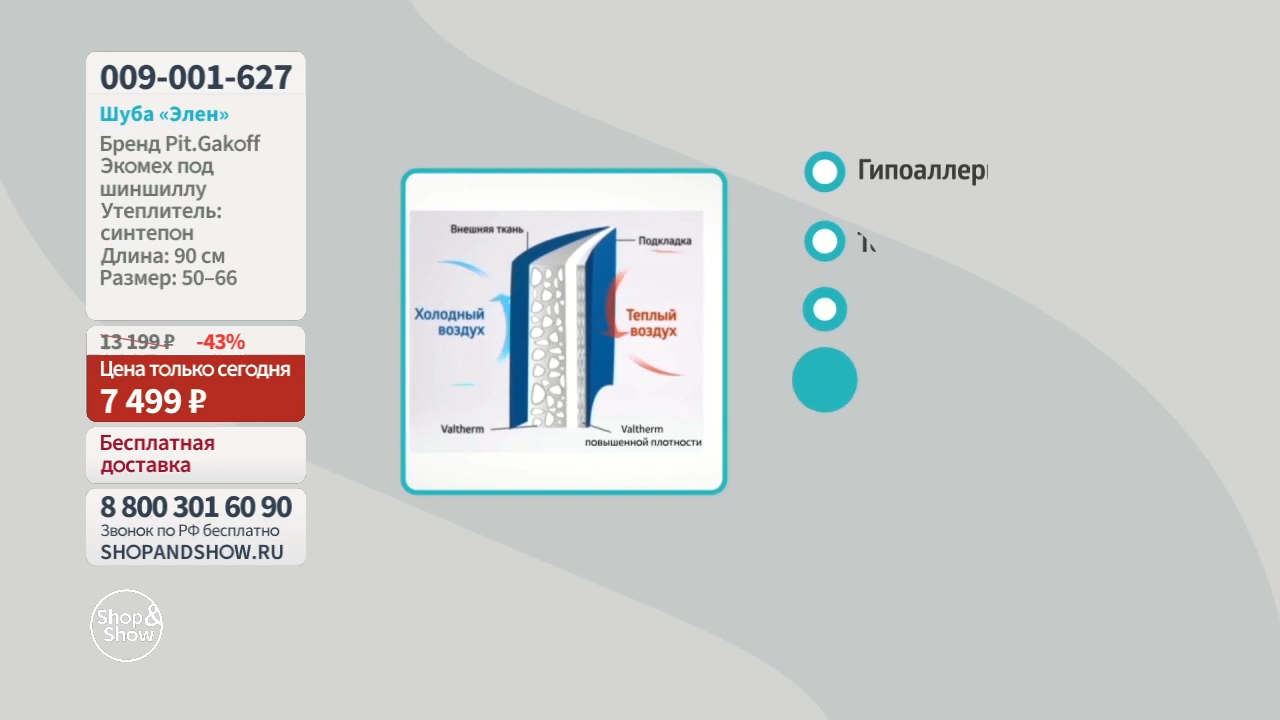 009-001-627
Шуба «Элен»
Бренд Pit.Gakoff
Экомех под
шиншиллу
Утеплитель:
синтепон
Длина: 90 см
Размер: 50–66
13 199 ₽ -43%
Цена только сегодня
7 499 ₽
Бесплатная
доставка
8 800 301 60 90
Звонок по РФ бесплатно
SHOPANDSHOW.RU
Shop&
Show
Внешняя ткань
Подкладка
Холодный
воздух
Теплый
воздух
Valtherm
Valtherm
повышенной плотности
Гипоаллер